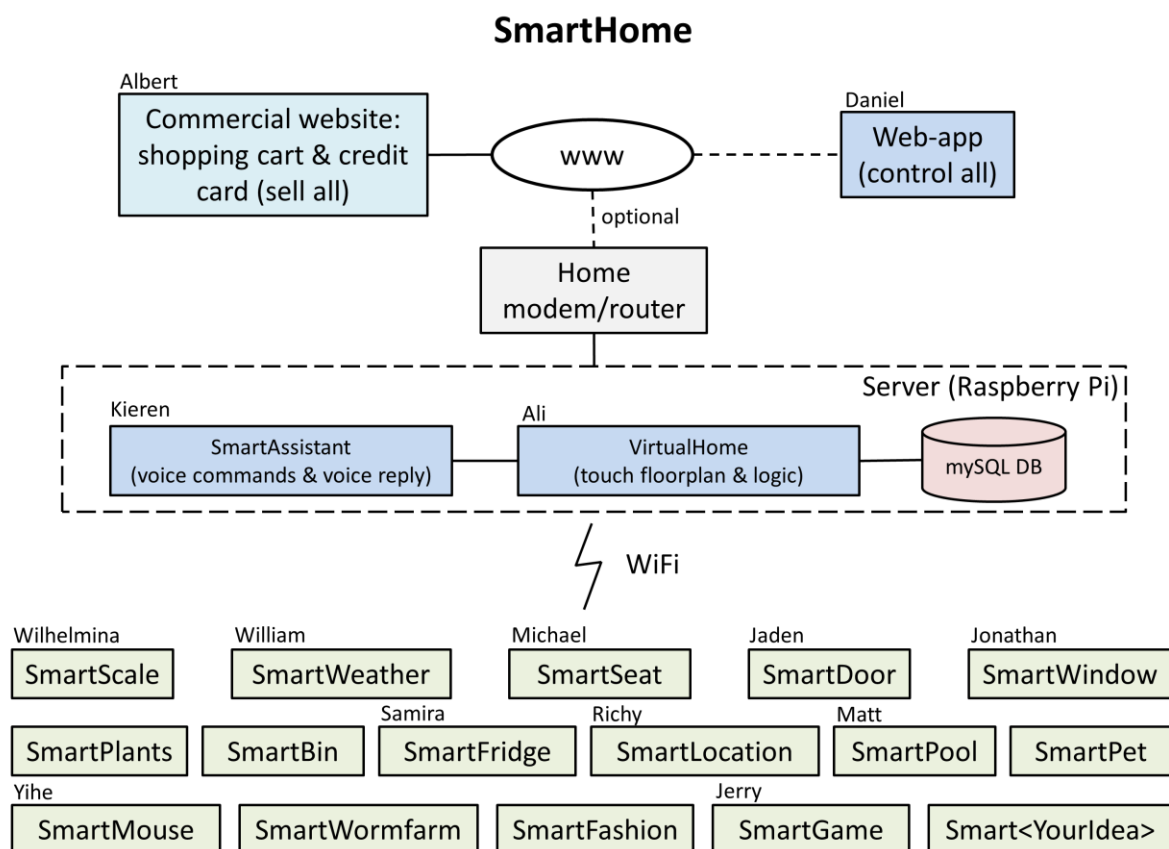 SmartHome
Albert
Commercial website:
shopping cart & credit
card (sell all)
www
Daniel
Web-app
(control all)
optional
Home
modem/router
Server (Raspberry Pi)
Kieren
SmartAssistant
(voice commands & voice reply)
Ali
VirtualHome
(touch floorplan & logic)
mySQL DB
WiFi
Wilhelmina
SmartScale
William
SmartWeather
Michael
SmartSeat
Jaden
SmartDoor
Jonathan
SmartWindow
SmartPlants
SmartBin
Samira
SmartFridge
Richy
SmartLocation
Matt
SmartPool
SmartPet
Yihe
SmartMouse
SmartWormfarm
SmartFashion
Jerry
SmartGame
Smart<YourIdea>